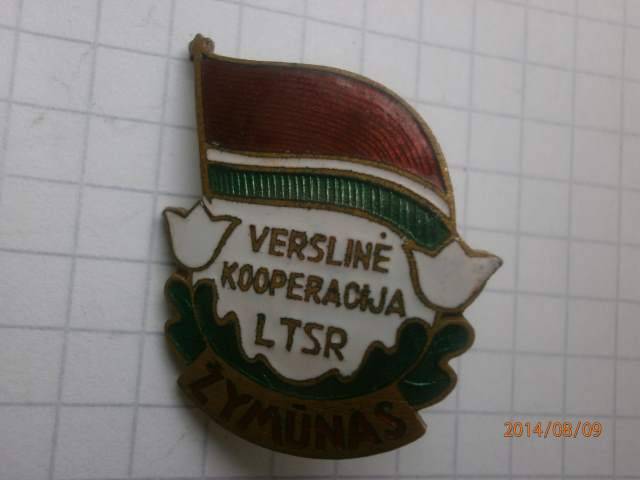 VERSLINĖ
KOOPERACIJA
LTSR
ŽYMŪNAS
2014/08/09